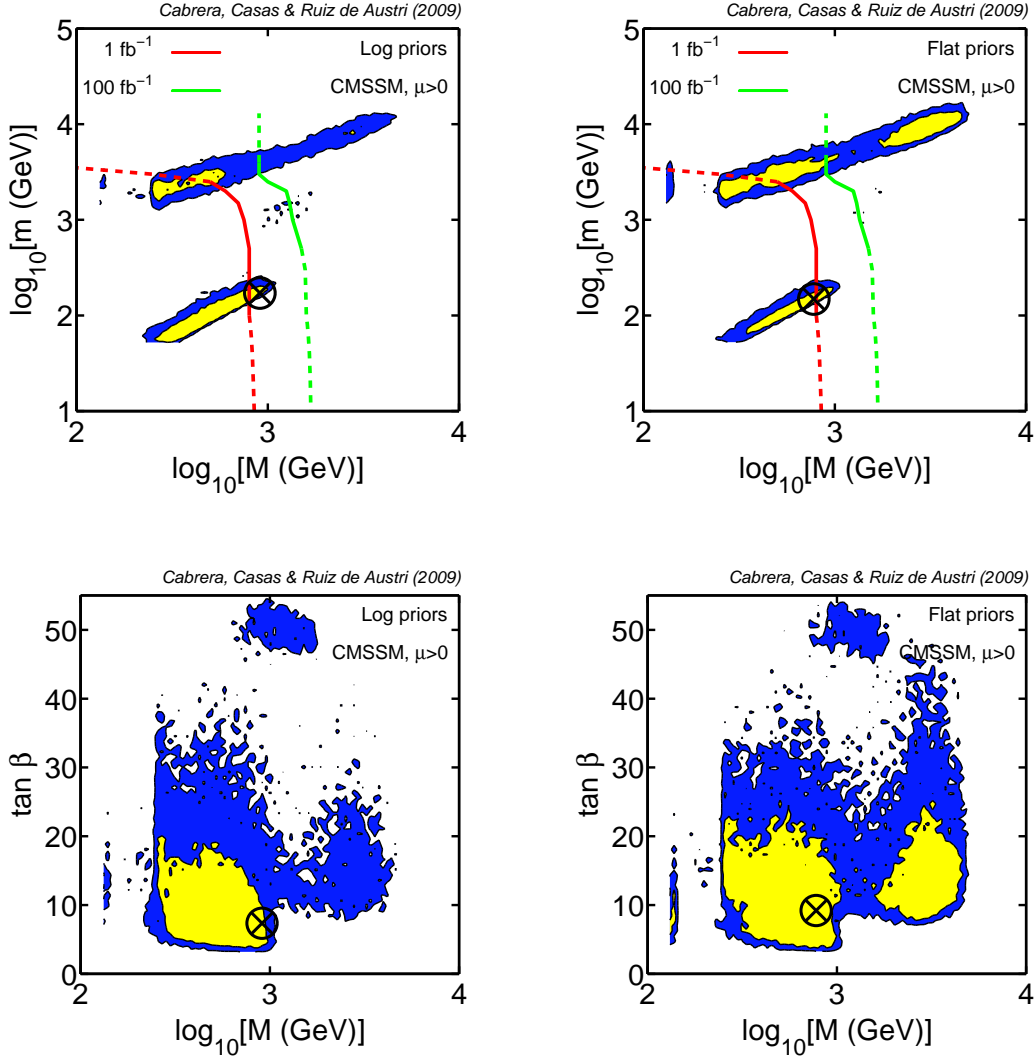 Cabrera, Casas & Ruiz de Austri (2009)
5
4
3
2
1
1 fb⁻¹
100 fb⁻¹
Log priors
CMSSM, μ>0
log₁₀[m (GeV)]
2
3
4
log₁₀[M (GeV)]
Cabrera, Casas & Ruiz de Austri (2009)
5
4
3
2
1
1 fb⁻¹
100 fb⁻¹
Flat priors
CMSSM, μ>0
log₁₀[m (GeV)]
2
3
4
log₁₀[M (GeV)]
Cabrera, Casas & Ruiz de Austri (2009)
50
40
30
20
10
0
Log priors
CMSSM, μ>0
tan β
2
3
4
log₁₀[M (GeV)]
Cabrera, Casas & Ruiz de Austri (2009)
50
40
30
20
10
0
Flat priors
CMSSM, μ>0
tan β
2
3
4
log₁₀[M (GeV)]